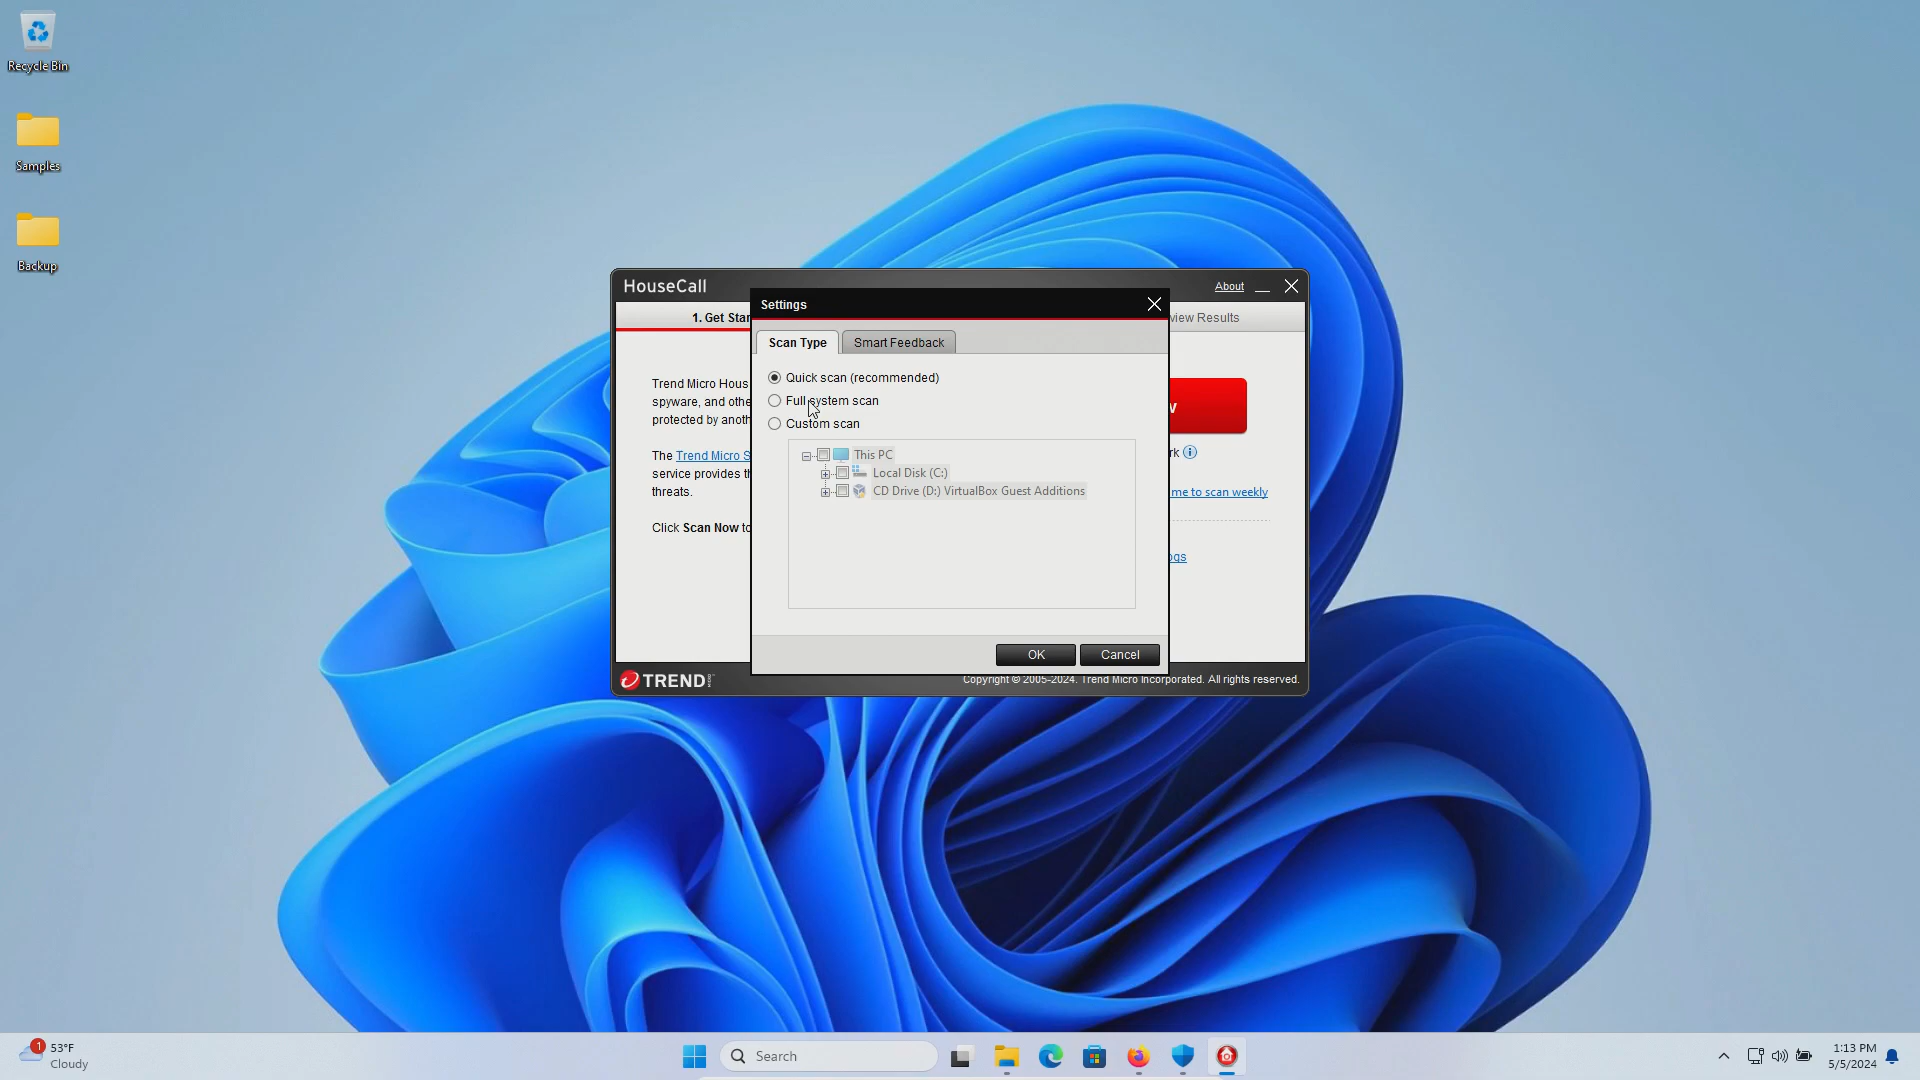 Recycle Bin
Samples
Backup
HouseCall
About
Settings
1. Get Star
view Results
Scan Type
Smart Feedback
Quick scan (recommended)
Full system scan
Custom scan
This PC
Local Disk (C:)
CD Drive (D:) VirtualBox Guest Additions
Trend Micro Hous
spyware, and othe
protected by anoth
The Trend Micro S
service provides th
threats.
Click Scan Now to
w
rk
me to scan weekly
ogs
OK
Cancel
TREND
Copyright © 2005-2024. Trend Micro Incorporated. All rights reserved.
1
53°F
Cloudy
Search
1:13 PM
5/5/2024